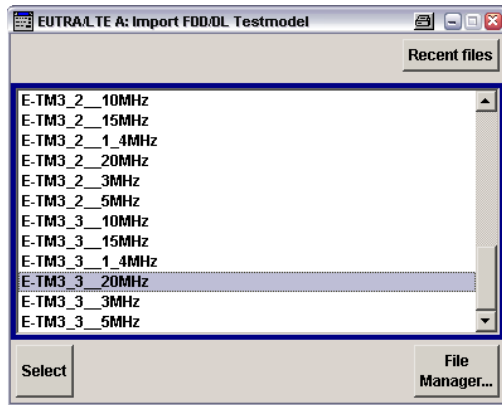 EUTRA/LTE A: Import FDD/DL Testmodel
Recent files
E-TM3_2__10MHz
E-TM3_2__15MHz
E-TM3_2__1_4MHz
E-TM3_2__20MHz
E-TM3_2__3MHz
E-TM3_2__5MHz
E-TM3_3__10MHz
E-TM3_3__15MHz
E-TM3_3__1_4MHz
E-TM3_3__20MHz
E-TM3_3__3MHz
E-TM3_3__5MHz
Select
File
Manager...